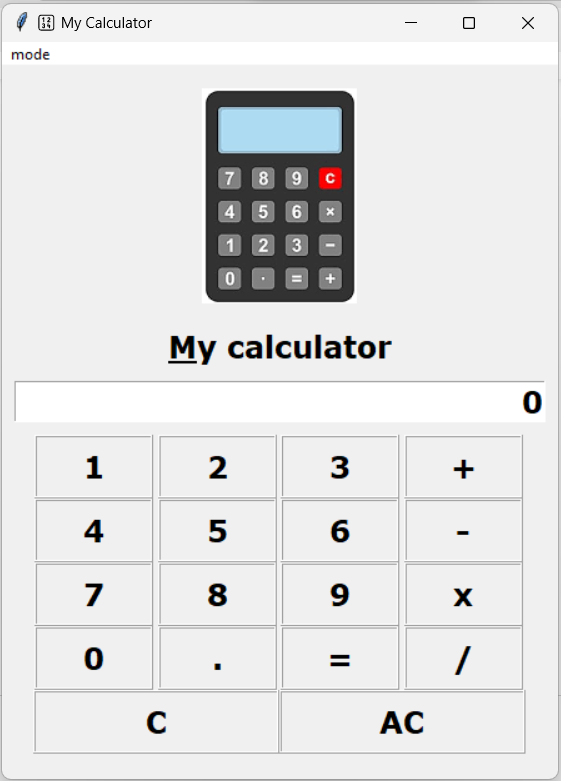 My Calculator
mode
7 8 9 c
4 5 6 ×
1 2 3 −
0 · = +
My calculator
0
1 2 3 +
4 5 6 -
7 8 9 x
0 . = /
C AC